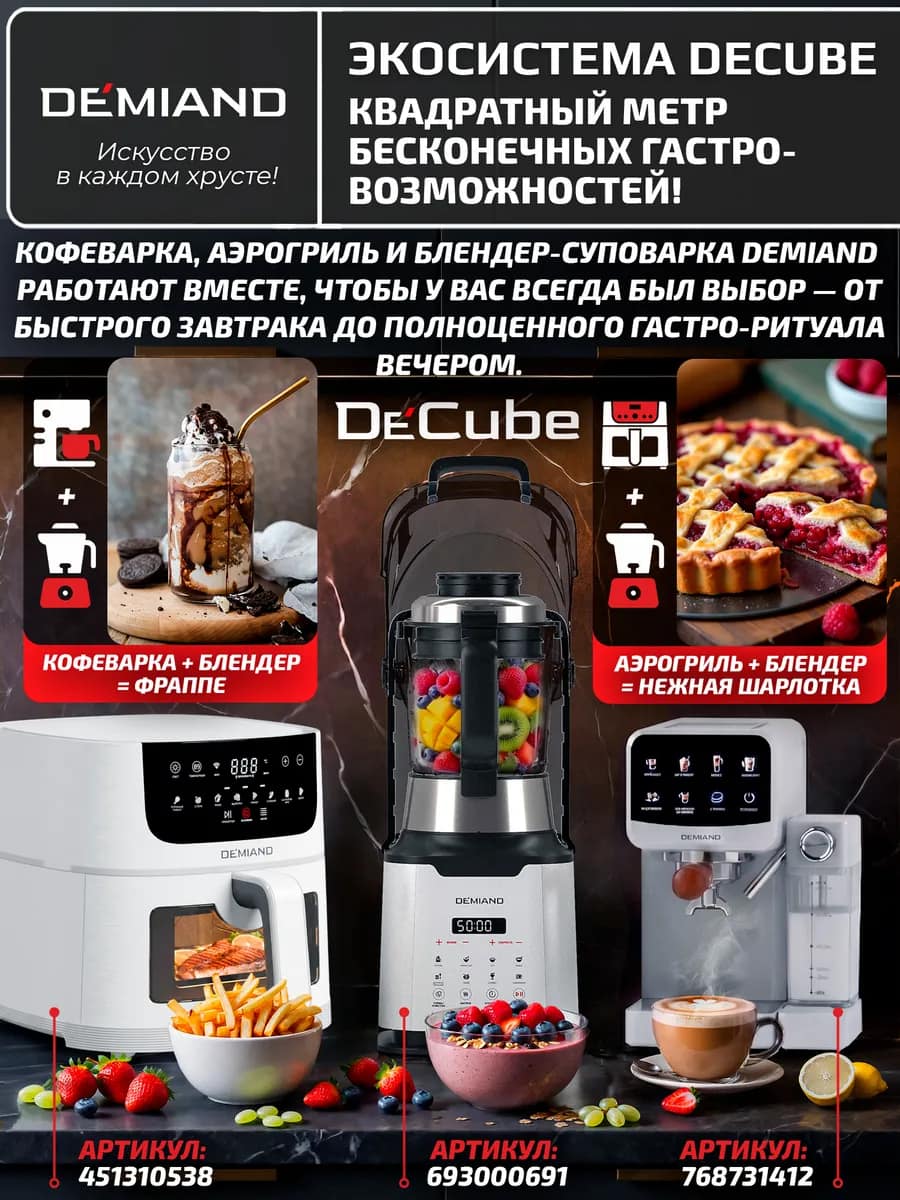 DÉMIAND
Искусство
в каждом хрусте!
ЭКОСИСТЕМА DECUBE
КВАДРАТНЫЙ МЕТР
БЕСКОНЕЧНЫХ ГАСТРО-
ВОЗМОЖНОСТЕЙ!
КОФЕВАРКА, АЭРОГРИЛЬ И БЛЕНДЕР-СУПОВАРКА DEMIAND
РАБОТАЮТ ВМЕСТЕ, ЧТОБЫ У ВАС ВСЕГДА БЫЛ ВЫБОР — ОТ
БЫСТРОГО ЗАВТРАКА ДО ПОЛНОЦЕННОГО ГАСТРО-РИТУАЛА
ВЕЧЕРОМ.
DÉCube
+
+
КОФЕВАРКА + БЛЕНДЕР
= ФРАППЕ
АЭРОГРИЛЬ + БЛЕНДЕР
= НЕЖНАЯ ШАРЛОТКА
888
DÉMIAND
DÉMIAND
50:00
DEMIAND
АРТИКУЛ:
451310538
АРТИКУЛ:
693000691
АРТИКУЛ:
768731412